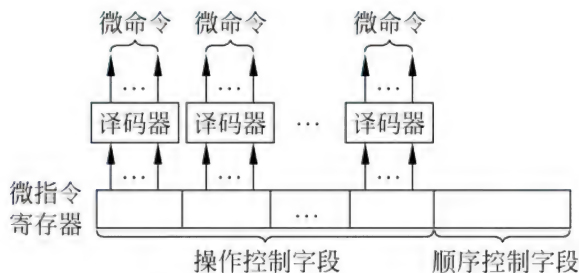 微命令 微命令 微命令
… … …
译码器 译码器 … 译码器
… … …
微指令
寄存器
…
操作控制字段 顺序控制字段